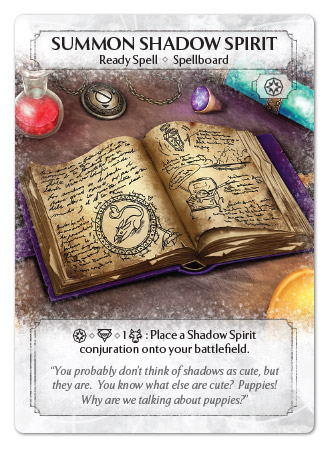 SUMMON SHADOW SPIRIT
Ready Spell ⋄ Spellboard
⋄ ⋄ 1 : Place a Shadow Spirit
conjuration onto your battlefield.
"You probably don't think of shadows as cute, but
they are. You know what else are cute? Puppies!
Why are we talking about puppies?"